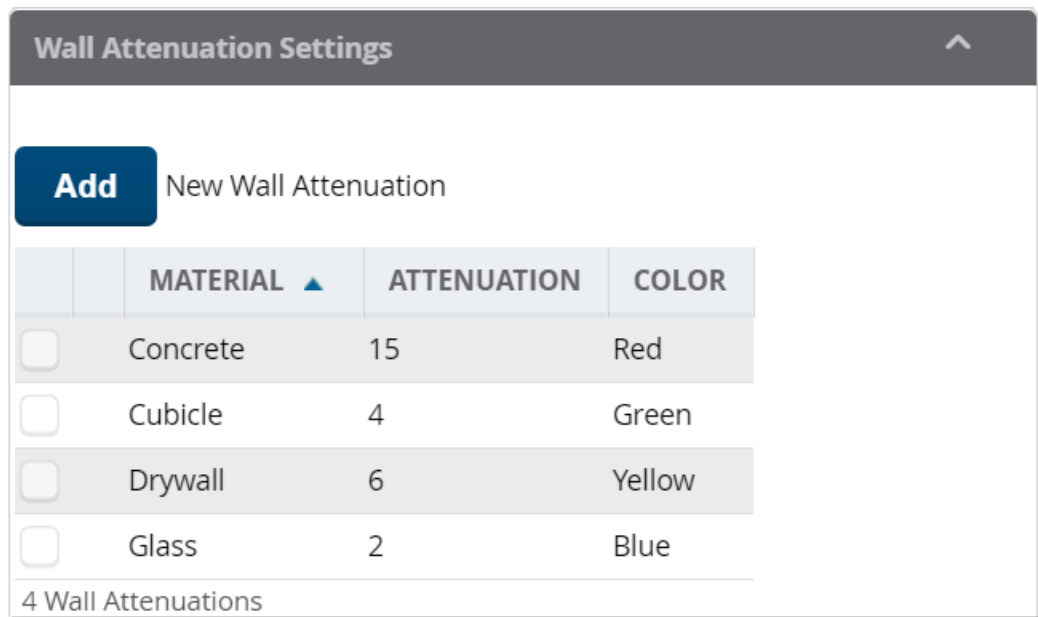 Wall Attenuation Settings
Add New Wall Attenuation
MATERIAL ATTENUATION COLOR
Concrete 15 Red
Cubicle 4 Green
Drywall 6 Yellow
Glass 2 Blue
4 Wall Attenuations